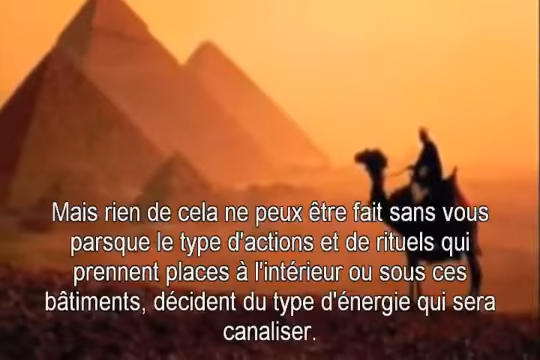 Mais rien de cela ne peux être fait sans vous
parsque le type d'actions et de rituels qui
prennent places à l'intérieur ou sous ces
bâtiments, décident du type d'énergie qui sera
canaliser.